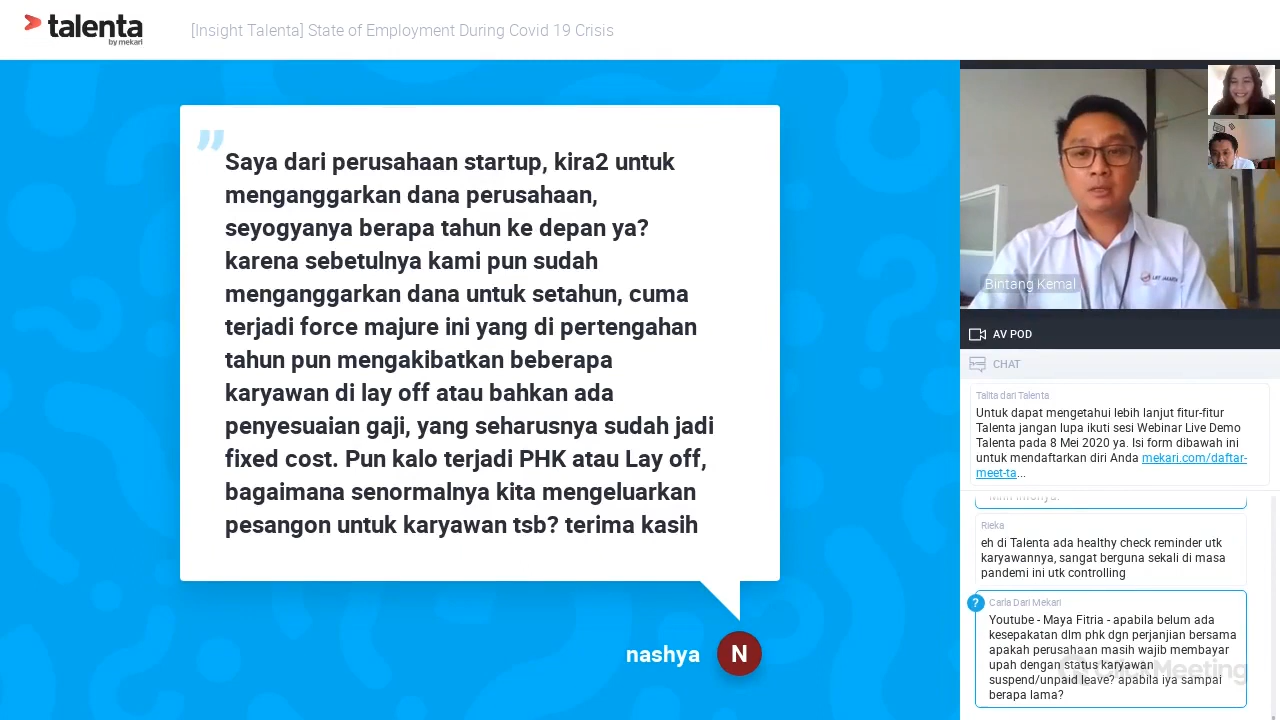 talenta
by mekari
[Insight Talenta] State of Employment During Covid 19 Crisis
Saya dari perusahaan startup, kira2 untuk
menganggarkan dana perusahaan,
seyogyanya berapa tahun ke depan ya?
karena sebetulnya kami pun sudah
menganggarkan dana untuk setahun, cuma
terjadi force majure ini yang di pertengahan
tahun pun mengakibatkan beberapa
karyawan di lay off atau bahkan ada
penyesuaian gaji, yang seharusnya sudah jadi
fixed cost. Pun kalo terjadi PHK atau Lay off,
bagaimana senormalnya kita mengeluarkan
pesangon untuk karyawan tsb? terima kasih
nashya
N
Bintang Kemal
LRT JAKARTA
AV POD
CHAT
Talita dari Talenta
Untuk dapat mengetahui lebih lanjut fitur-fitur
Talenta jangan lupa ikuti sesi Webinar Live Demo
Talenta pada 8 Mei 2020 ya. Isi form dibawah ini
untuk mendaftarkan diri Anda mekari.com/daftar-
meet-ta...
Rieka
eh di Talenta ada healthy check reminder utk
karyawannya, sangat berguna sekali di masa
pandemi ini utk controlling
?
Carla Dari Mekari
Youtube - Maya Fitria - apabila belum ada
kesepakatan dlm phk dgn perjanjian bersama
apakah perusahaan masih wajib membayar
upah dengan status karyawan
suspend/unpaid leave? apabila iya sampai
berapa lama?
ClickMeeting